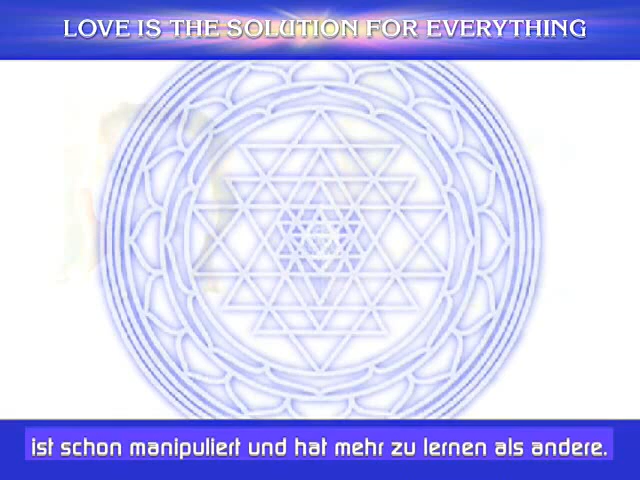 LOVE IS THE SOLUTION FOR EVERYTHING
ist schon manipuliert und hat mehr zu lernen als andere.